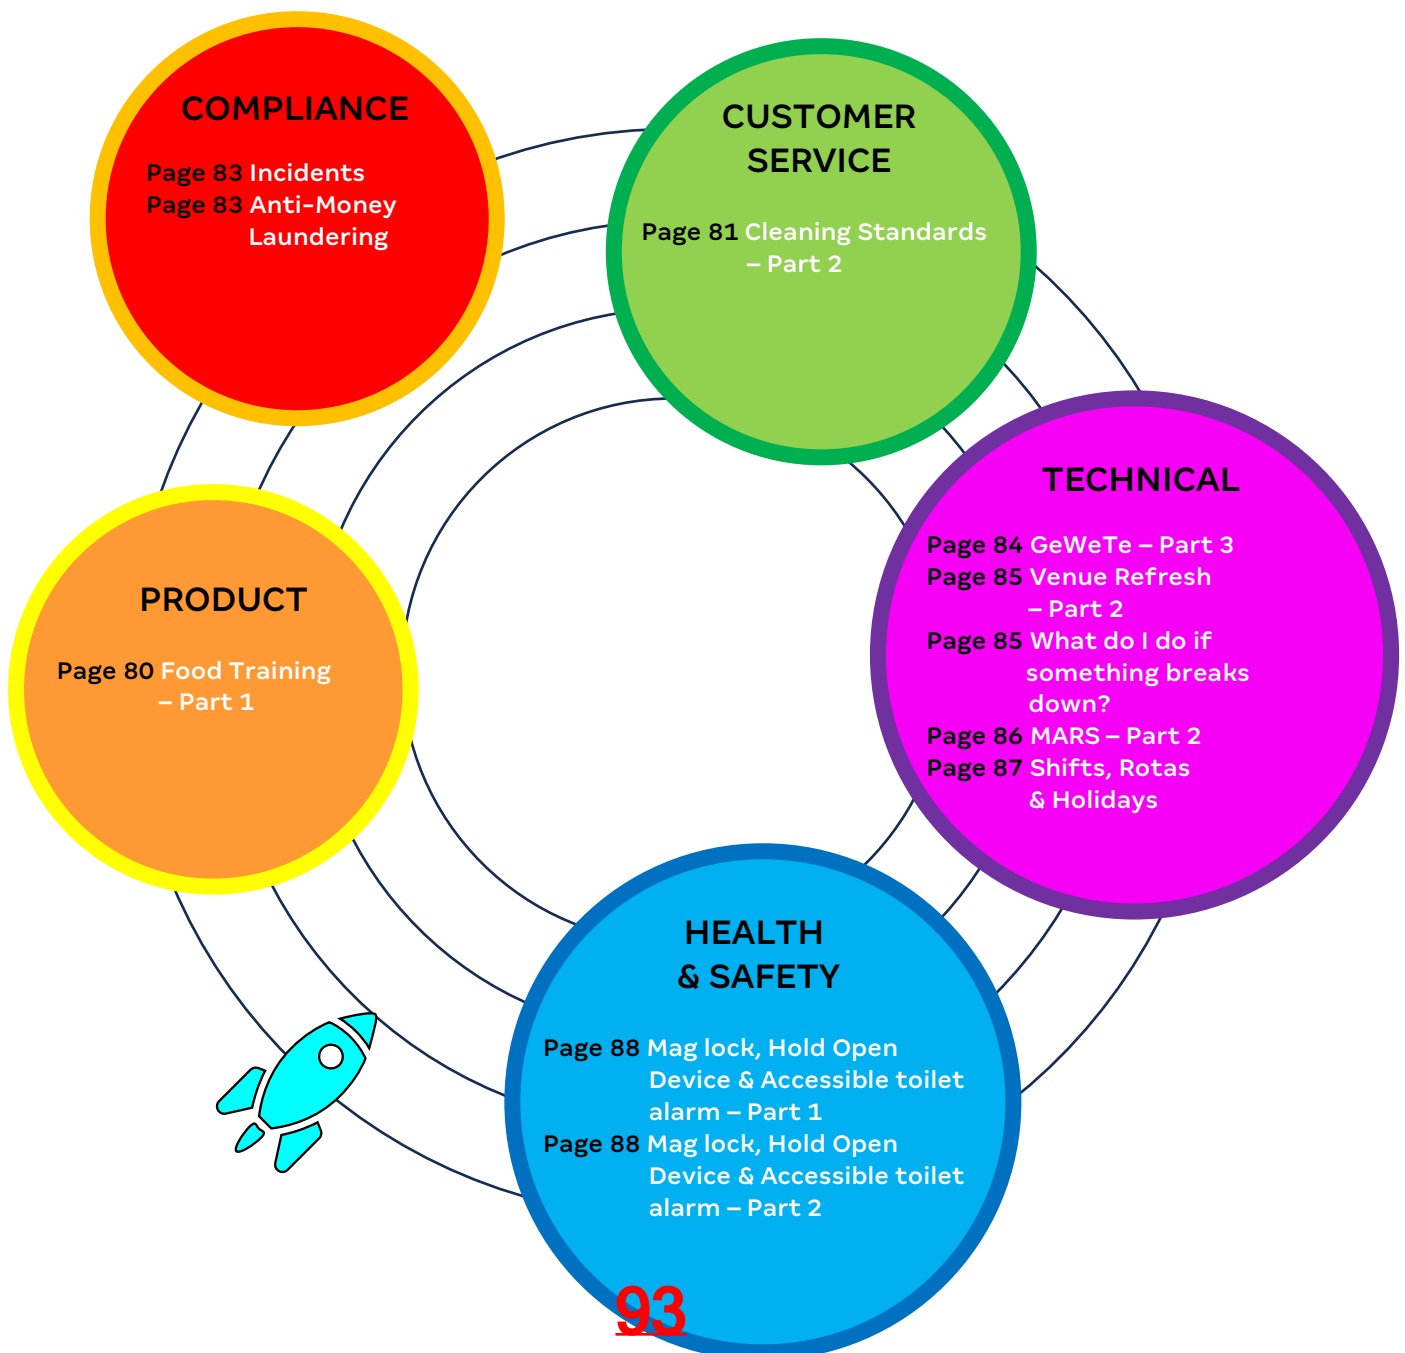 COMPLIANCE
Page 83 Incidents
Page 83 Anti-Money
Laundering
CUSTOMER
SERVICE
Page 81 Cleaning Standards
– Part 2
TECHNICAL
Page 84 GeWeTe – Part 3
Page 85 Venue Refresh
– Part 2
Page 85 What do I do if
something breaks
down?
Page 86 MARS – Part 2
Page 87 Shifts, Rotas
& Holidays
PRODUCT
Page 80 Food Training
– Part 1
HEALTH
& SAFETY
Page 88 Mag lock, Hold Open
Device & Accessible toilet
alarm – Part 1
Page 88 Mag lock, Hold Open
Device & Accessible toilet
alarm – Part 2
93